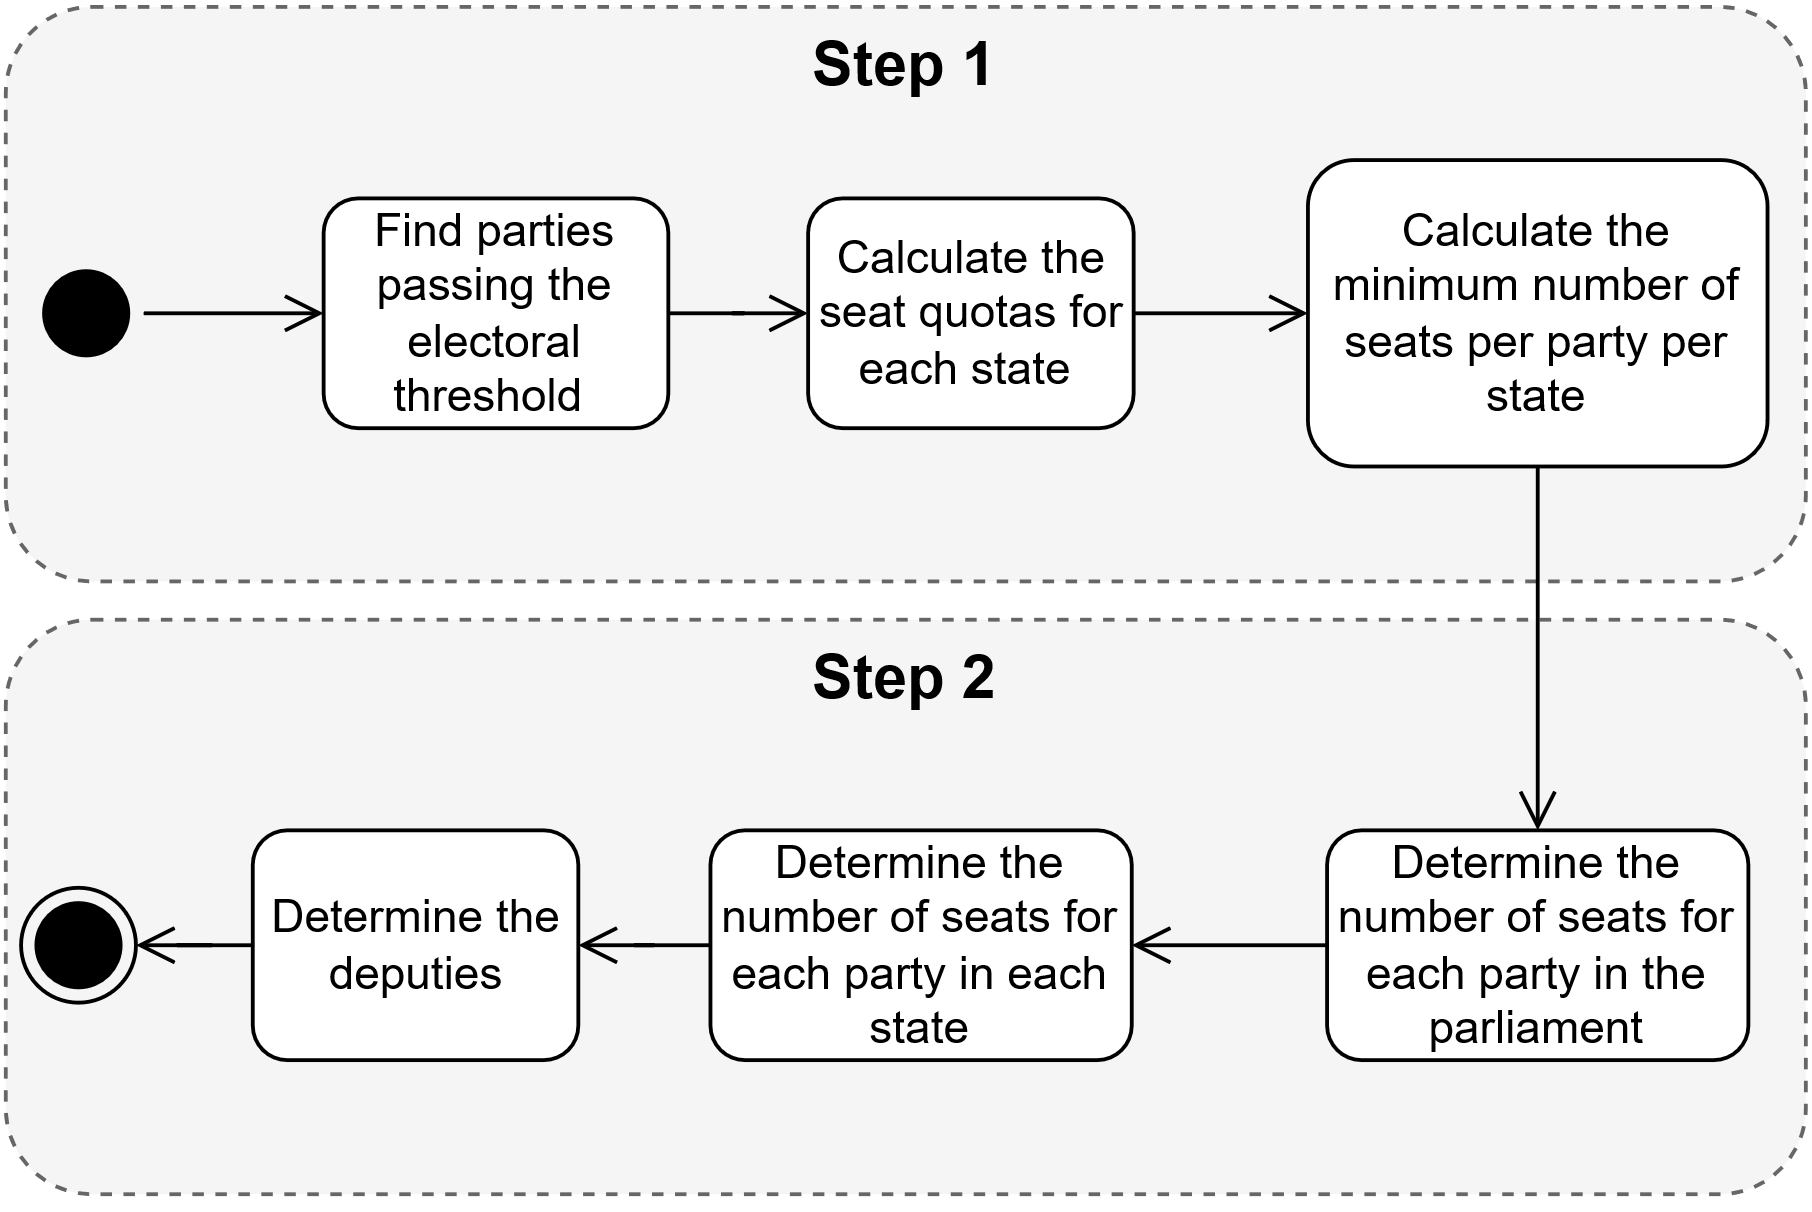 Step 1
Find parties
passing the
electoral
threshold
Calculate the
seat quotas for
each state
Calculate the
minimum number of
seats per party per
state
Step 2
Determine the
number of seats for
each party in the
parliament
Determine the
number of seats for
each party in each
state
Determine the
deputies